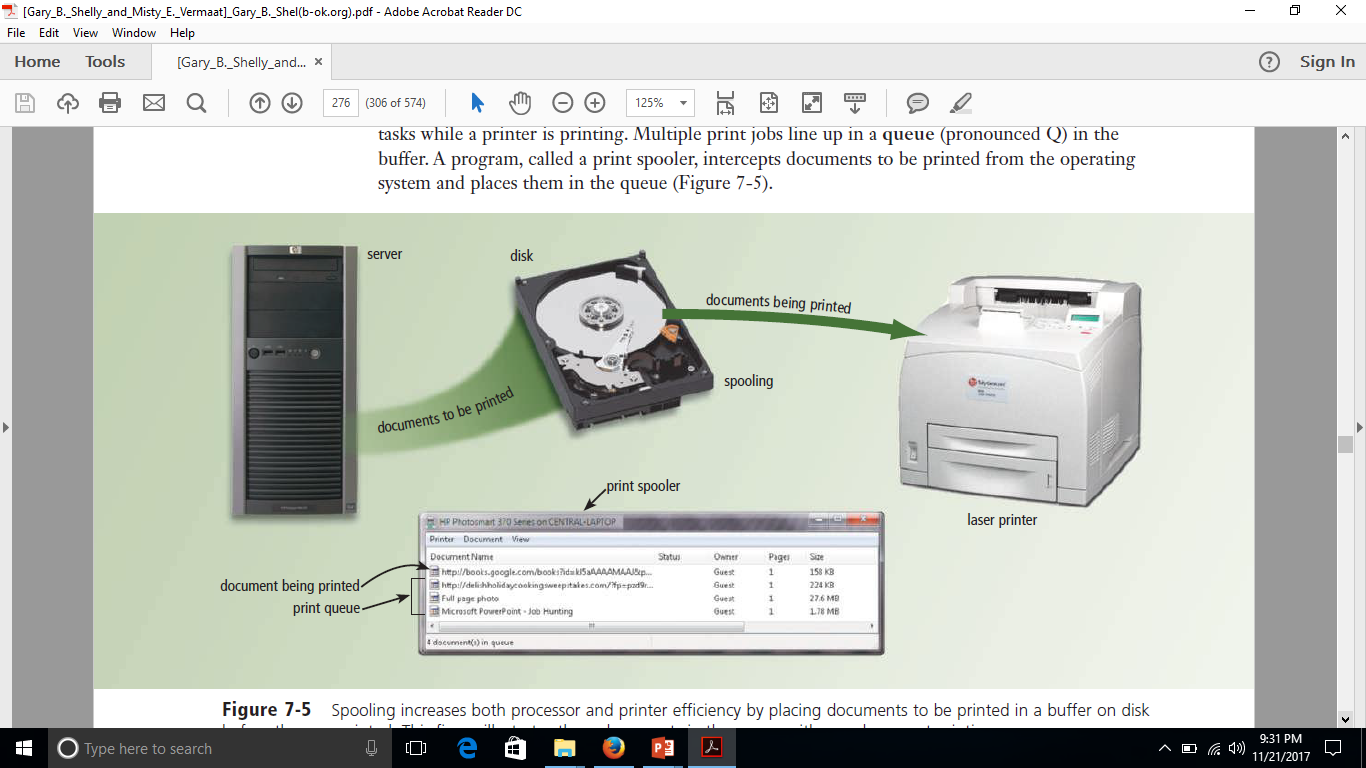 [Gary_B._Shelly_and_Misty_E._Vermaat]_Gary_B._Shel(b-ok.org).pdf - Adobe Acrobat Reader DC
File Edit View Window Help
Home Tools [Gary_B._Shelly_and... × ? Sign In
276 (306 of 574) 125%
tasks while a printer is printing. Multiple print jobs line up in a queue (pronounced Q) in the
buffer. A program, called a print spooler, intercepts documents to be printed from the operating
system and places them in the queue (Figure 7-5).
server
disk
documents being printed
spooling
documents to be printed
print spooler
laser printer
HP Photosmart 370 Series on CENTRAL-LAPTOP
Printer Document View
Document Name Status Owner Pages Size
http://books.google.com/books?id= Guest 1 158 KB
Guest 1 224 KB
Full page photo Guest 1 27.6 MB
Microsoft PowerPoint - Job Hunting Guest 1 1.78 MB
4 document(s) in queue
document being printed
print queue
Figure 7-5 Spooling increases both processor and printer efficiency by placing documents to be printed in a buffer on disk
Type here to search
9:31 PM
11/21/2017